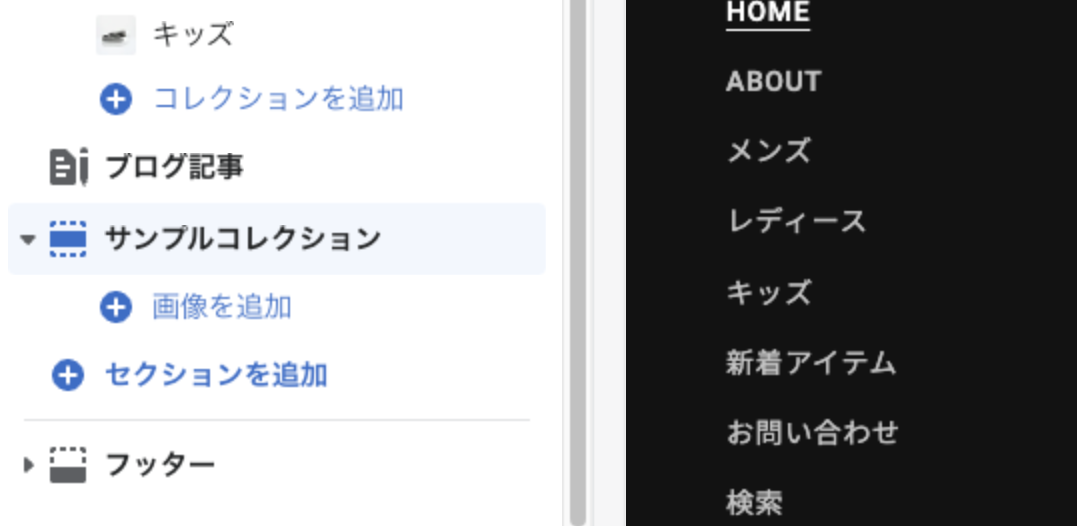 キッズ
コレクションを追加
ブログ記事
サンプルコレクション
画像を追加
セクションを追加
フッター
HOME
ABOUT
メンズ
レディース
キッズ
新着アイテム
お問い合わせ
検索